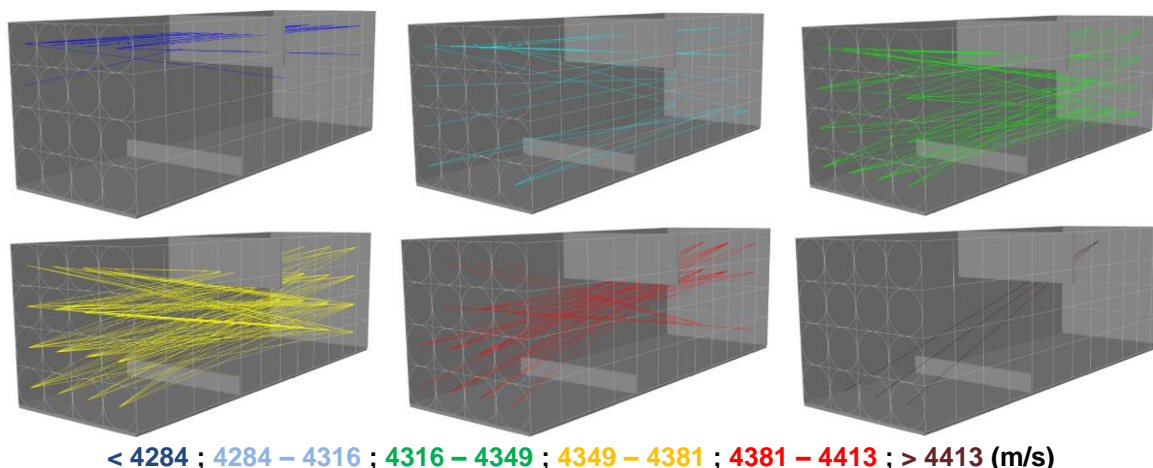 < 4284 ; 4284 – 4316 ; 4316 – 4349 ; 4349 – 4381 ; 4381 – 4413 ; > 4413 (m/s)